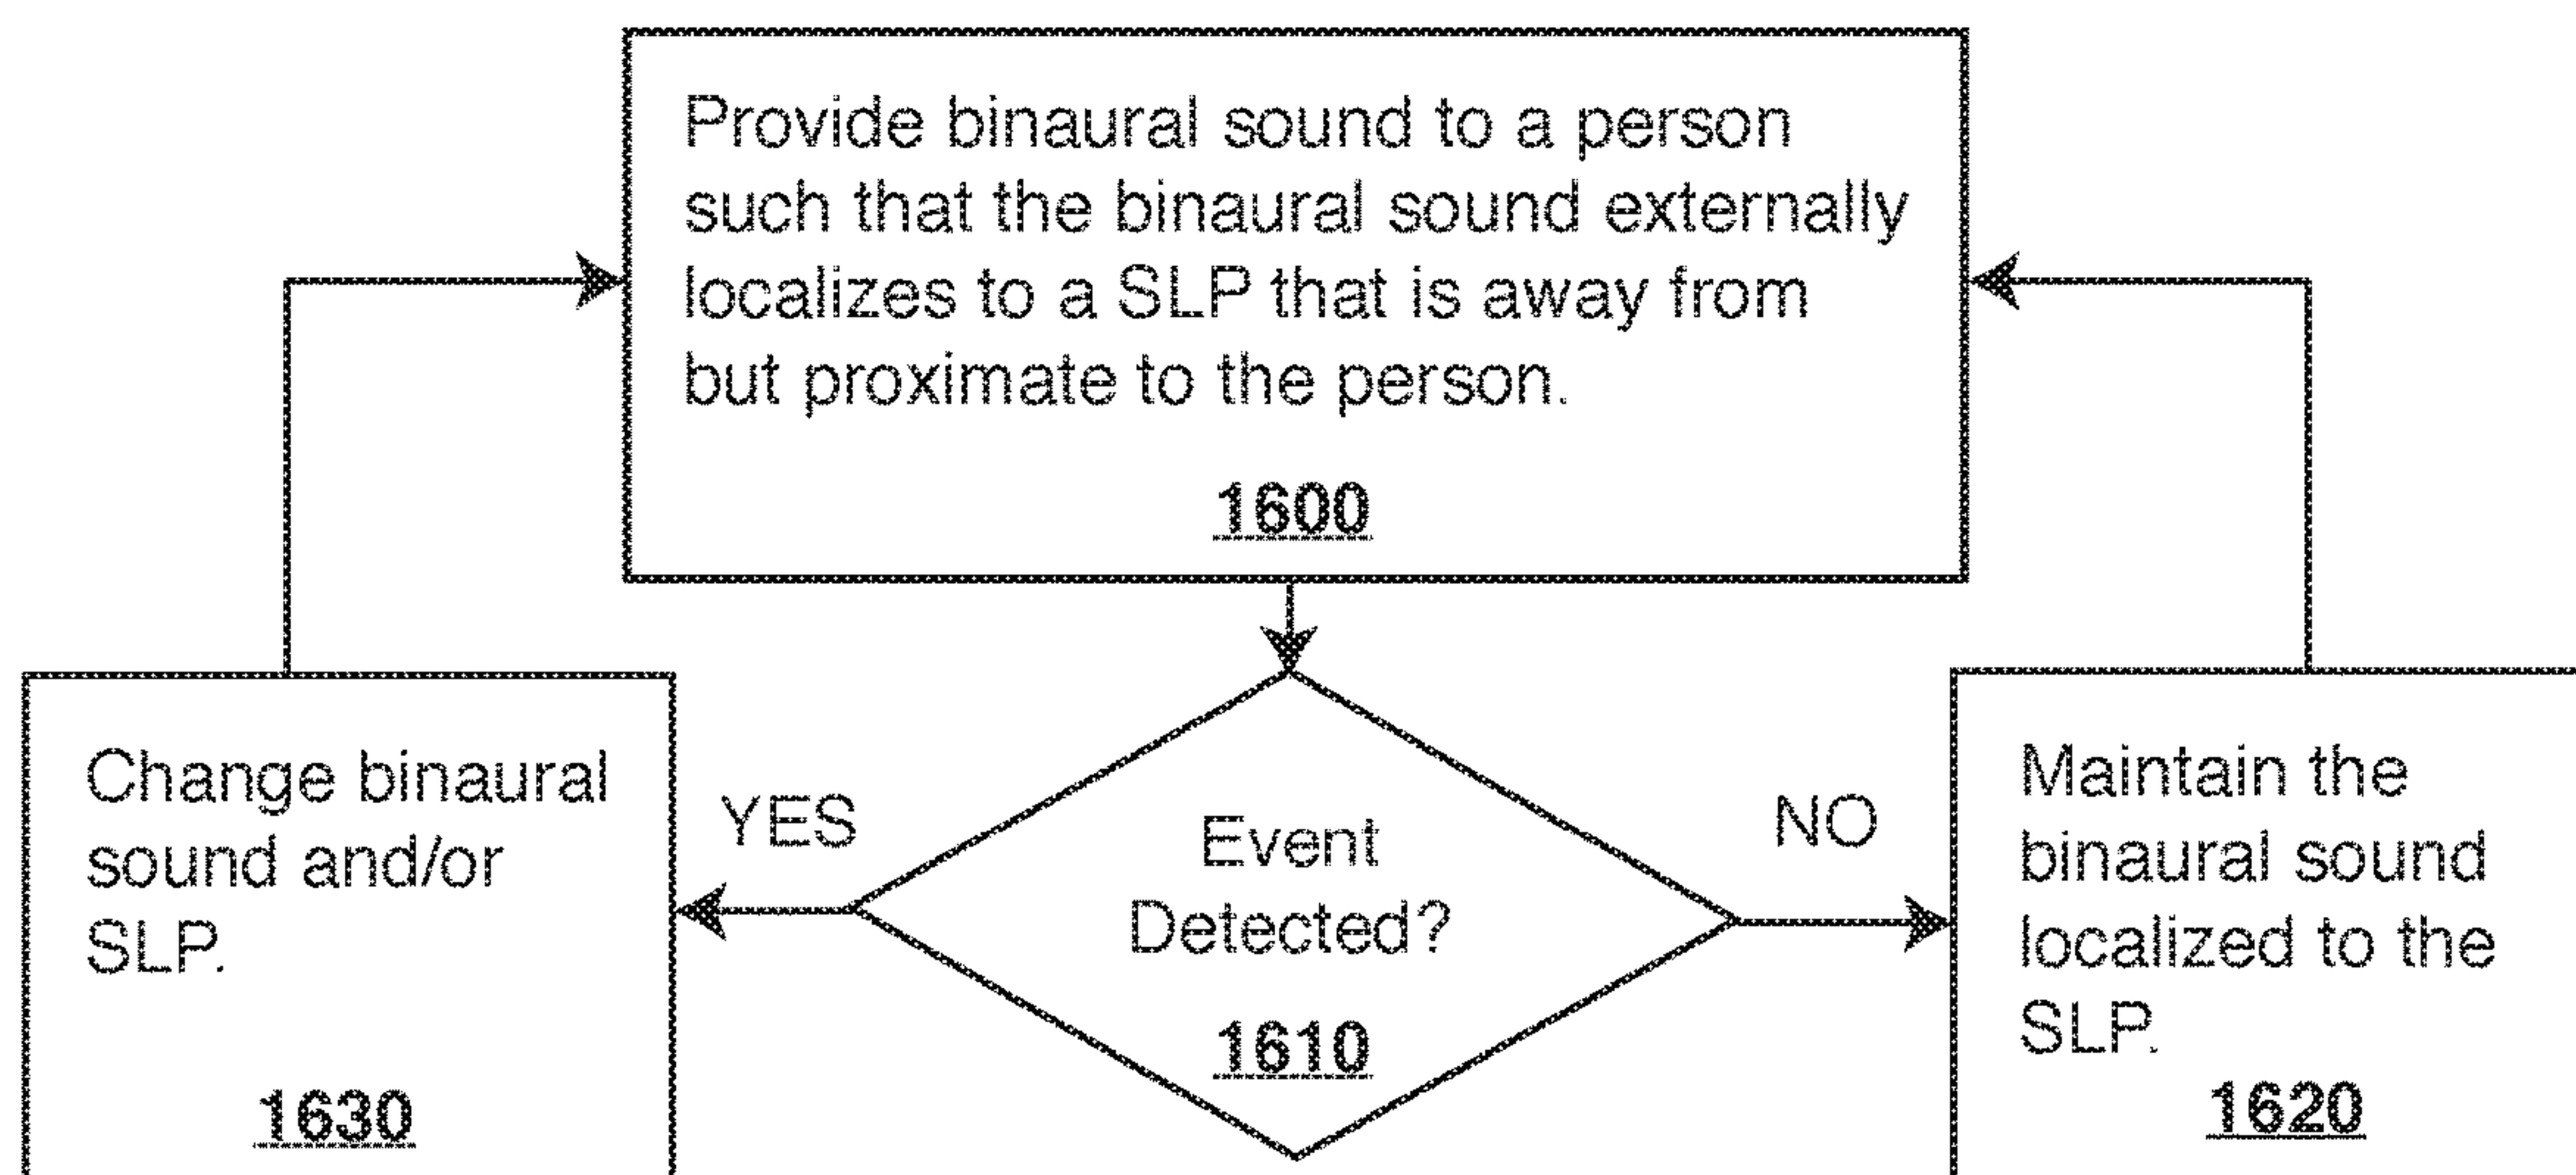 Provide binaural sound to a person
such that the binaural sound externally
localizes to a SLP that is away from
but proximate to the person.
1600
Change binaural
sound and/or
SLP.
1630
YES
Event
Detected?
1610
NO
Maintain the
binaural sound
localized to the
SLP.
1620